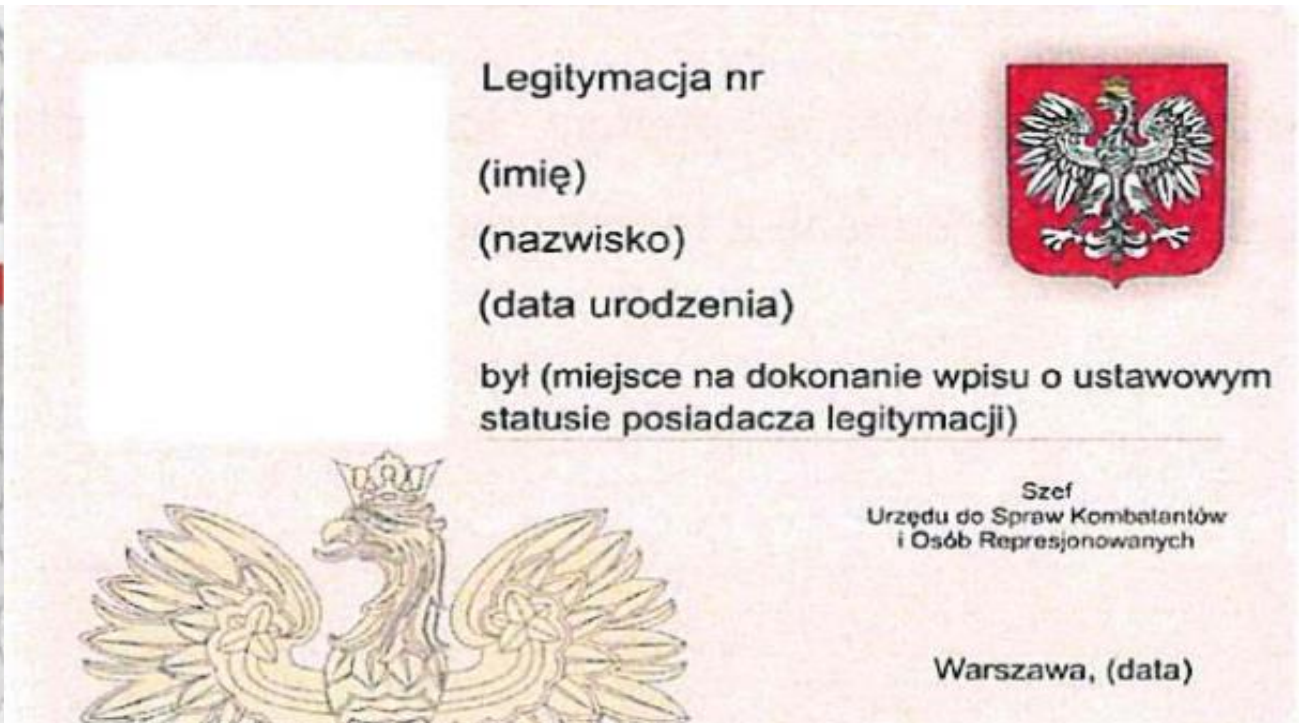 Legitymacja nr
(imię)
(nazwisko)
(data urodzenia)
był (miejsce na dokonanie wpisu o ustawowym
statusie posiadacza legitymacji)
Szef
Urzędu do Spraw Kombatantów
i Osób Represjonowanych
Warszawa, (data)